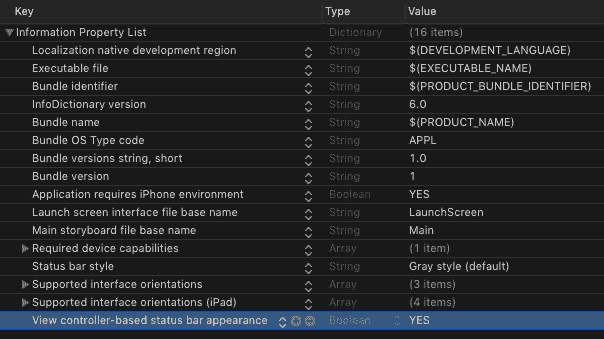 Key Type Value
Information Property List Dictionary (16 items)
Localization native development region String $(DEVELOPMENT_LANGUAGE)
Executable file String $(EXECUTABLE_NAME)
Bundle identifier String $(PRODUCT_BUNDLE_IDENTIFIER)
InfoDictionary version String 6.0
Bundle name String $(PRODUCT_NAME)
Bundle OS Type code String APPL
Bundle versions string, short String 1.0
Bundle version String 1
Application requires iPhone environment Boolean YES
Launch screen interface file base name String LaunchScreen
Main storyboard file base name String Main
Required device capabilities Array (1 item)
Status bar style String Gray style (default)
Supported interface orientations Array (3 items)
Supported interface orientations (iPad) Array (4 items)
View controller-based status bar appearance Boolean YES